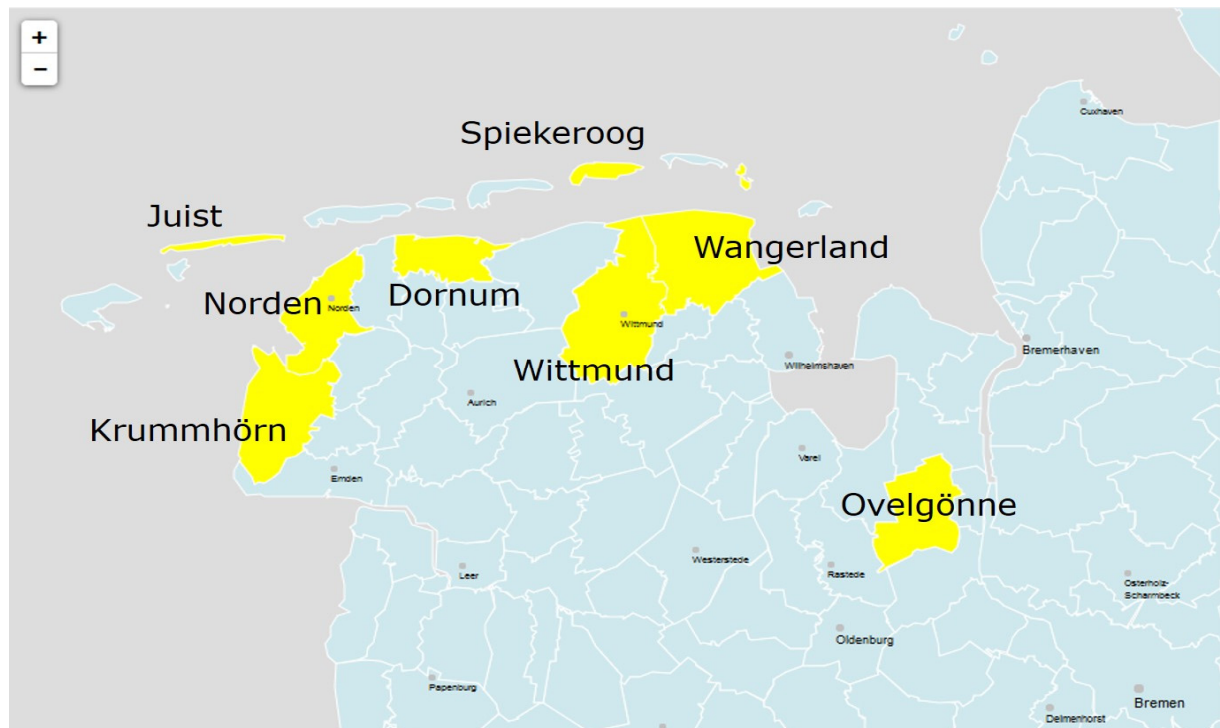 +
−
Cuxhaven
Spiekeroog
Juist
Wangerland
Norden
Norden
Dornum
Wittmund
Bremerhaven
Wilhelmshaven
Wittmund
Aurich
Krummhörn
Varel
Emden
Ovelgönne
Westerstede
Leer
Rastede
Osterholz-
Scharmbeck
Oldenburg
Papenburg
Bremen
Delmenhorst